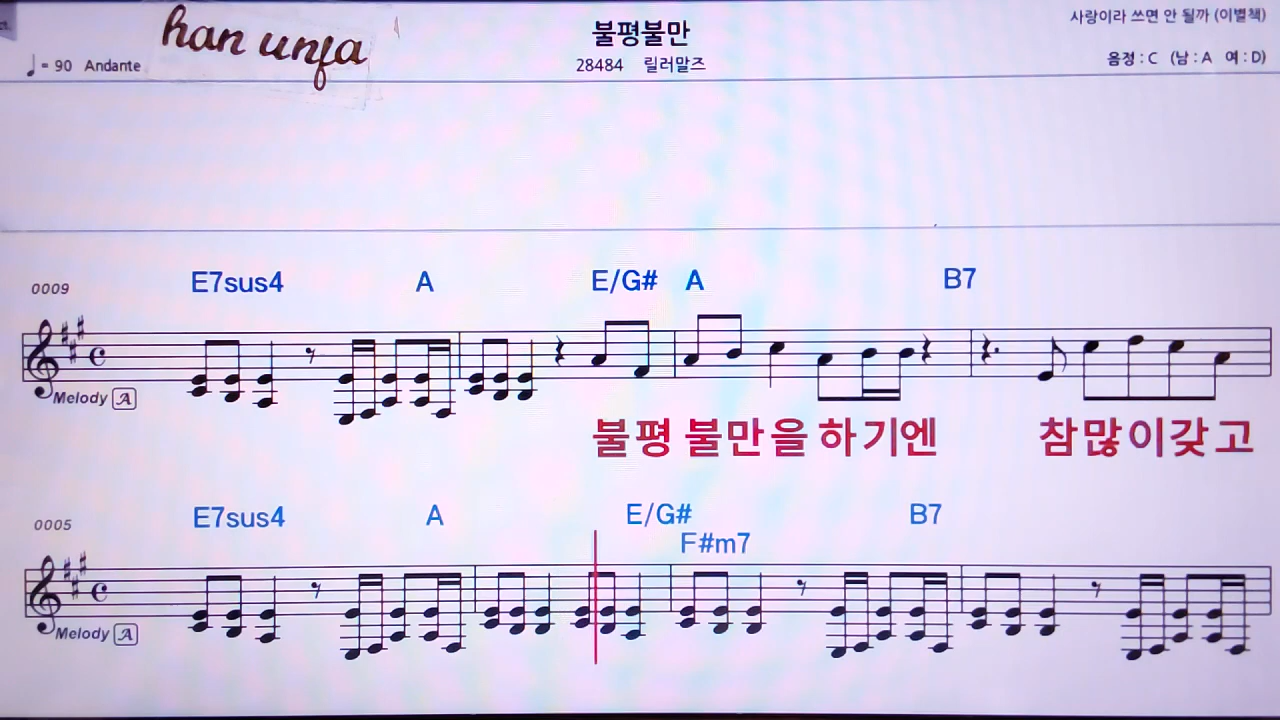 han unfa
불평불만
사랑이라 쓰면 안 될까 (이별책)
♩= 90 Andante
28484 릴러말즈
음정 : C (남 : A 여 : D)
E7sus4 A E/G# A B7
0009
Melody A
불평 불만을 하기엔 참많이갖고
E7sus4 A E/G# B7
0005
F#m7
Melody A